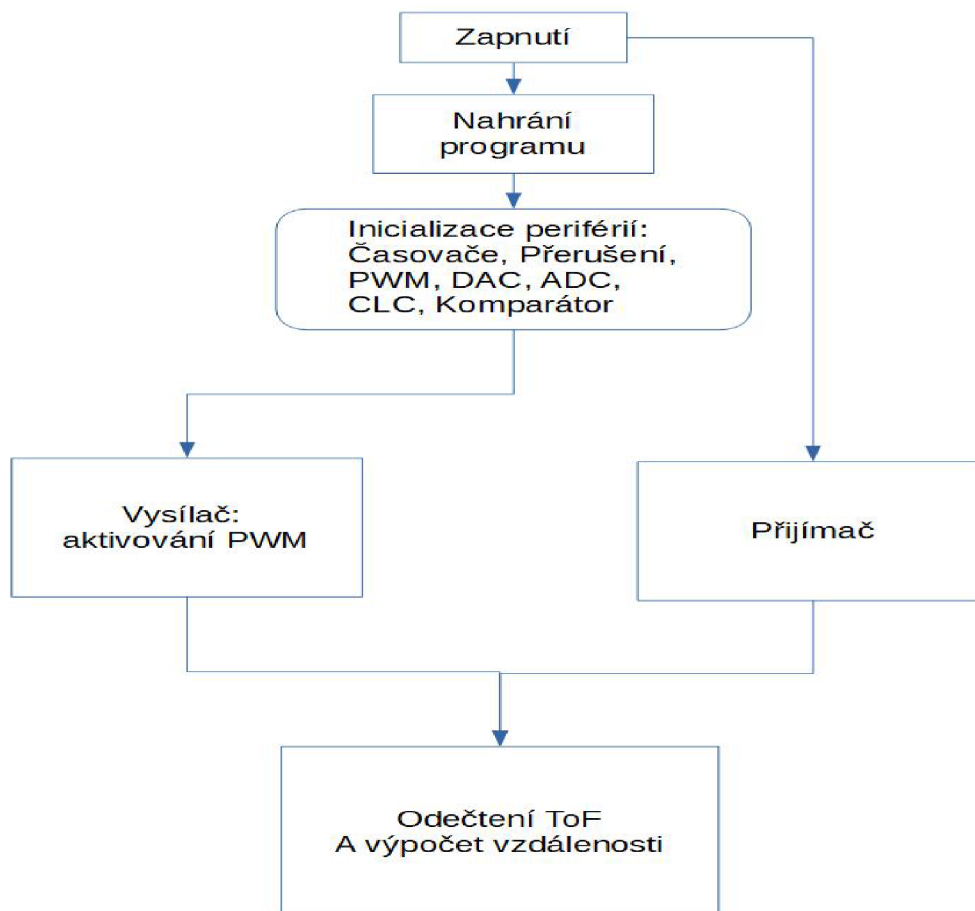 Zapnutí
Nahrání
programu
Inicializace periférií:
Časovače, Přerušení,
PWM, DAC, ADC,
CLC, Komparátor
Vysílač:
aktivování PWM
Přijímač
Odečtení ToF
A výpočet vzdálenosti